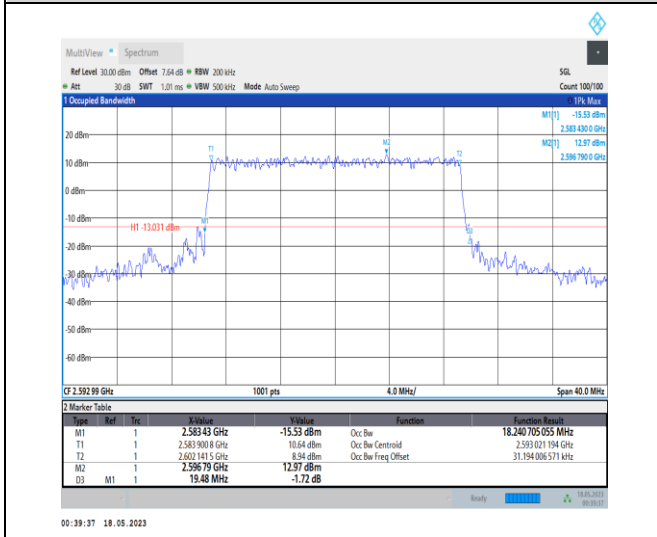 MultiView Spectrum
Ref Level 30.00 dBm Offset 7.64 dB RBW 200 kHz SGL
Att 30 dB SWT 1.01 ms VBW 500 kHz Mode Auto Sweep Count 100/100
1 Occupied Bandwidth 1Pk Max
M1[1] -15.53 dBm
2.583 430 0 GHz
M2[1] 12.97 dBm
2.596 790 0 GHz
20 dBm
T1
M2
T2
10 dBm
0 dBm
-10 dBm
M1
H1 -13.031 dBm
-20 dBm
-30 dBm
-40 dBm
-50 dBm
-60 dBm
CF 2.592 99 GHz 1001 pts 4.0 MHz/ Span 40.0 MHz
2 Marker Table
Type Ref Trc X-Value Y-Value Function Function Result
M1 1 2.583 43 GHz -15.53 dBm Occ Bw 18.240 705 055 MHz
T1 1 2.583 900 8 GHz 10.64 dBm Occ Bw Centroid 2.593 021 194 GHz
T2 1 2.602 141 5 GHz 8.94 dBm Occ Bw Freq Offset 31.194 006 571 kHz
M2 1 2.596 79 GHz 12.97 dBm
D3 M1 1 19.48 MHz -1.72 dB
Ready 18.05.2023
00:39:37
00:39:37 18.05.2023